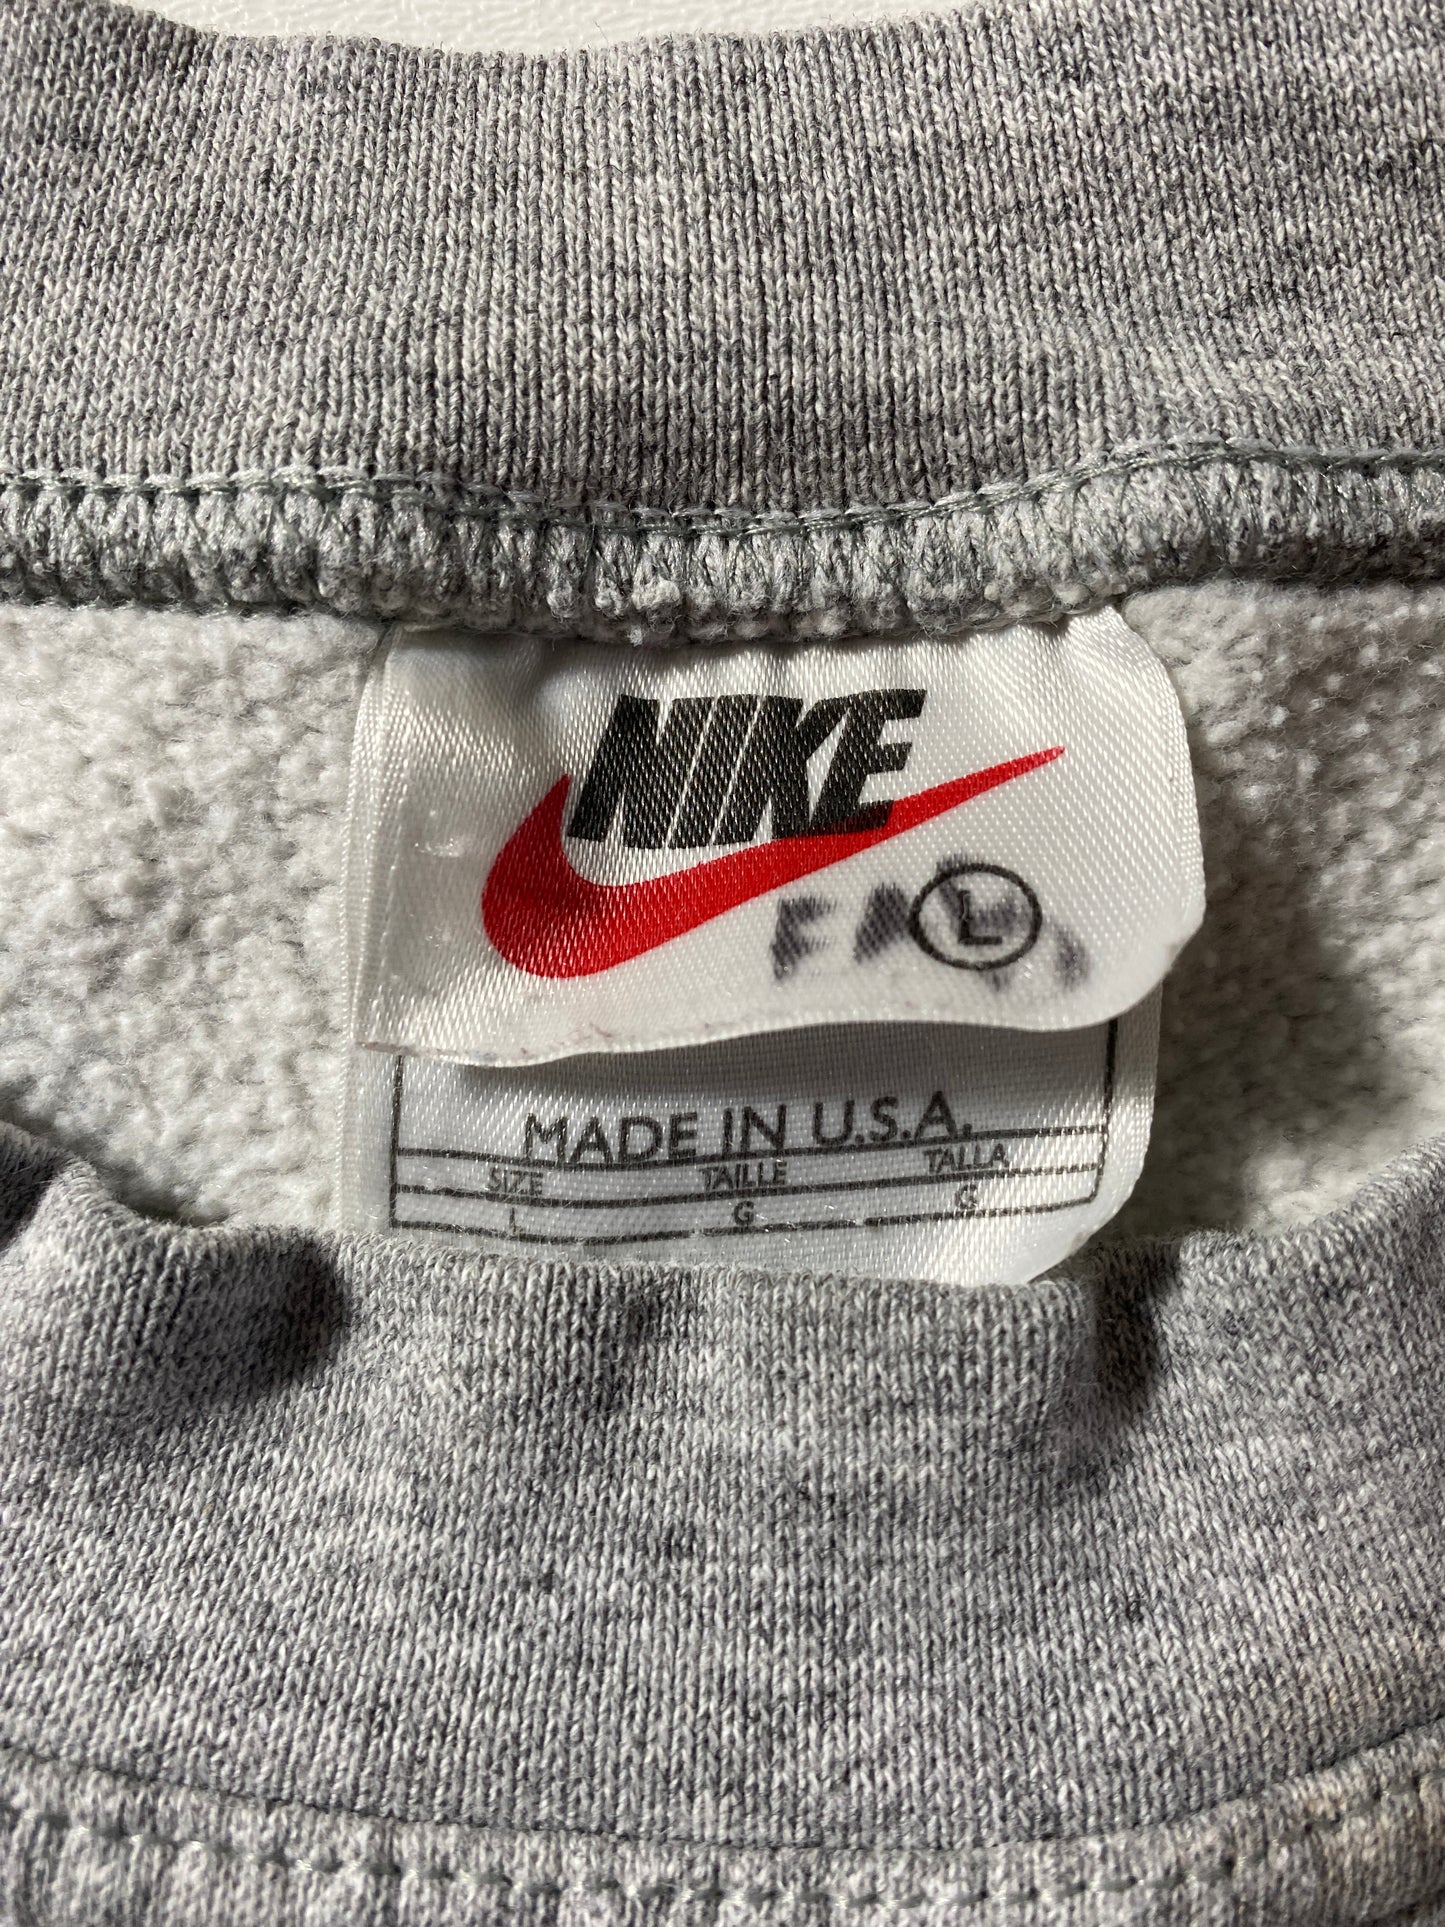 NIKE
L
MADE IN U.S.A.
SIZE TAILLE TALLA
L G G